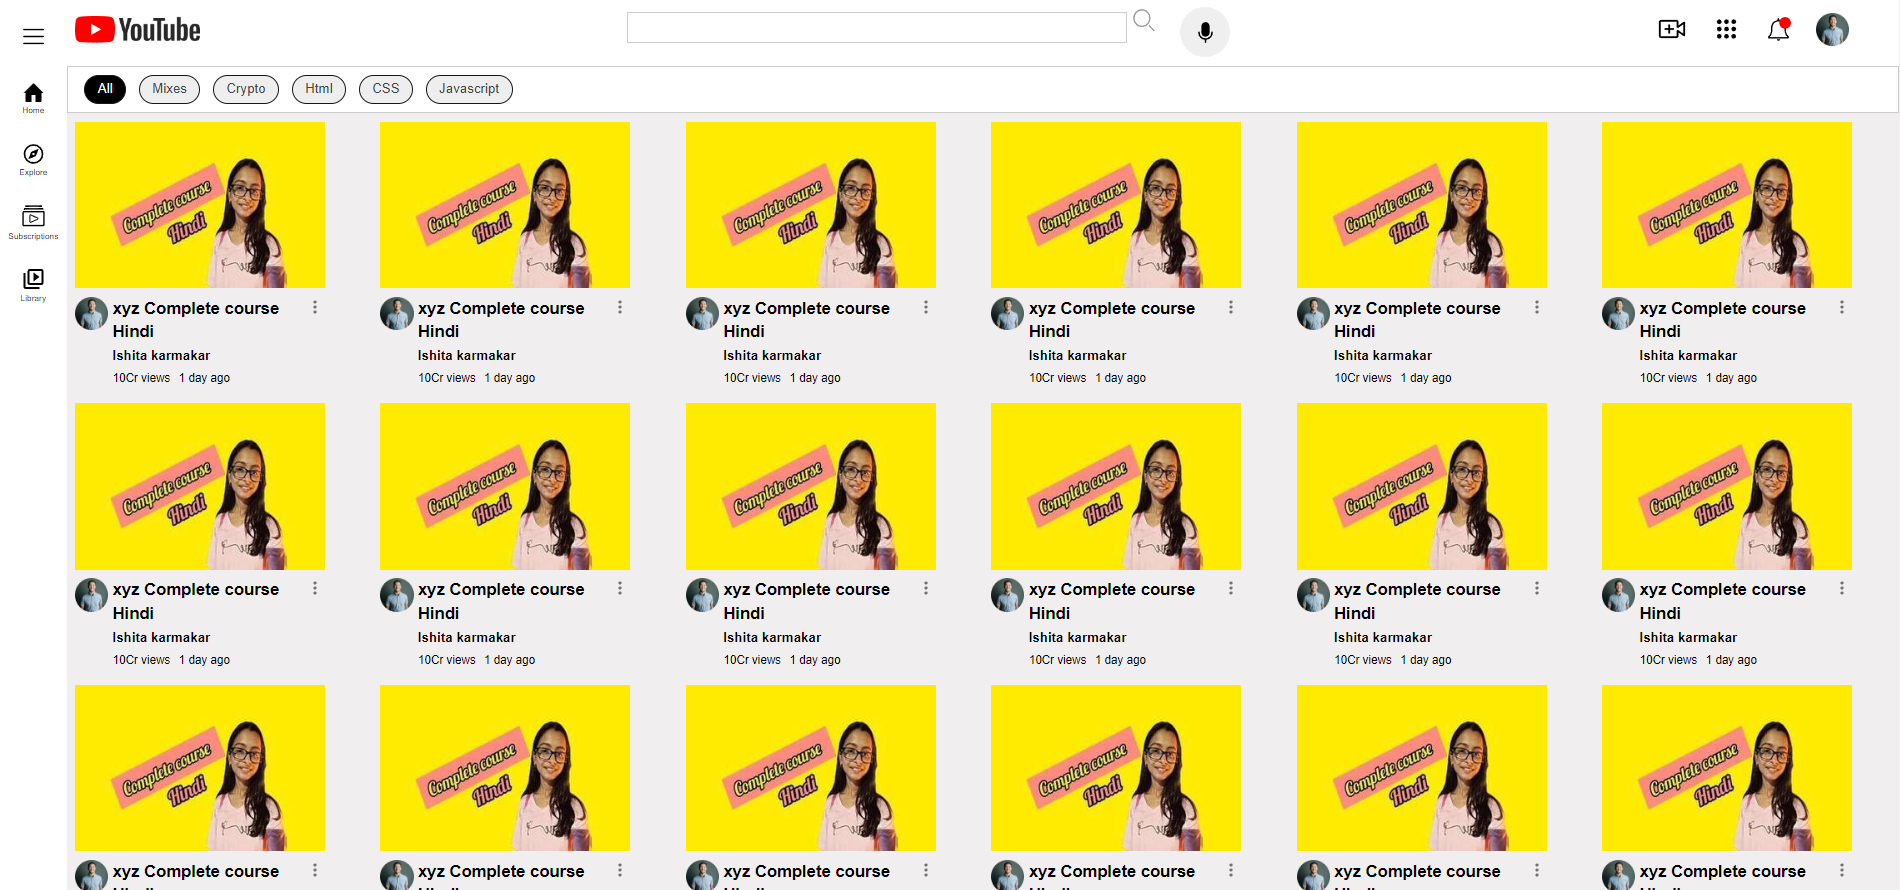 YouTube
All Mixes Crypto Html CSS Javascript
Home
Explore
Subscriptions
Library
Complete course Complete course Complete course Complete course Complete course Complete course
Hindi Hindi Hindi Hindi Hindi Hindi
xyz Complete course xyz Complete course xyz Complete course xyz Complete course xyz Complete course xyz Complete course
Hindi Hindi Hindi Hindi Hindi Hindi
Ishita karmakar Ishita karmakar Ishita karmakar Ishita karmakar Ishita karmakar Ishita karmakar
10Cr views 1 day ago 10Cr views 1 day ago 10Cr views 1 day ago 10Cr views 1 day ago 10Cr views 1 day ago 10Cr views 1 day ago
Complete course Complete course Complete course Complete course Complete course Complete course
Hindi Hindi Hindi Hindi Hindi Hindi
xyz Complete course xyz Complete course xyz Complete course xyz Complete course xyz Complete course xyz Complete course
Hindi Hindi Hindi Hindi Hindi Hindi
Ishita karmakar Ishita karmakar Ishita karmakar Ishita karmakar Ishita karmakar Ishita karmakar
10Cr views 1 day ago 10Cr views 1 day ago 10Cr views 1 day ago 10Cr views 1 day ago 10Cr views 1 day ago 10Cr views 1 day ago
Complete course Complete course Complete course Complete course Complete course Complete course
Hindi Hindi Hindi Hindi Hindi Hindi
xyz Complete course xyz Complete course xyz Complete course xyz Complete course xyz Complete course xyz Complete course